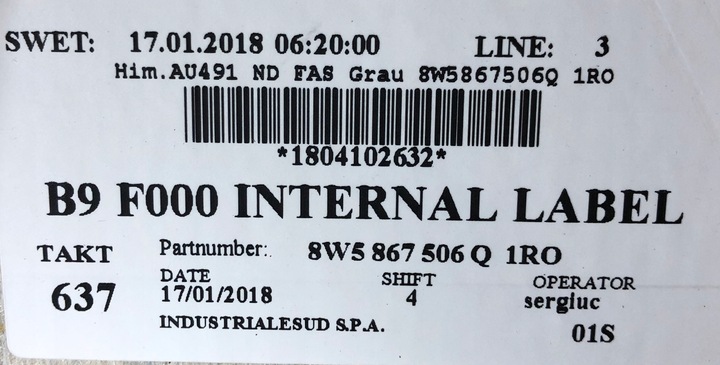 SWET: 17.01.2018 06:20:00 LINE: 3
Him.AU491 ND FAS Grau 8W5867506Q 1RO
*1804102632*
B9 F000 INTERNAL LABEL
TAKT Partnumber: 8W5 867 506 Q 1RO
DATE SHIFT OPERATOR
637 17/01/2018 4 sergiuc
INDUSTRIALESUD S.P.A. 01S